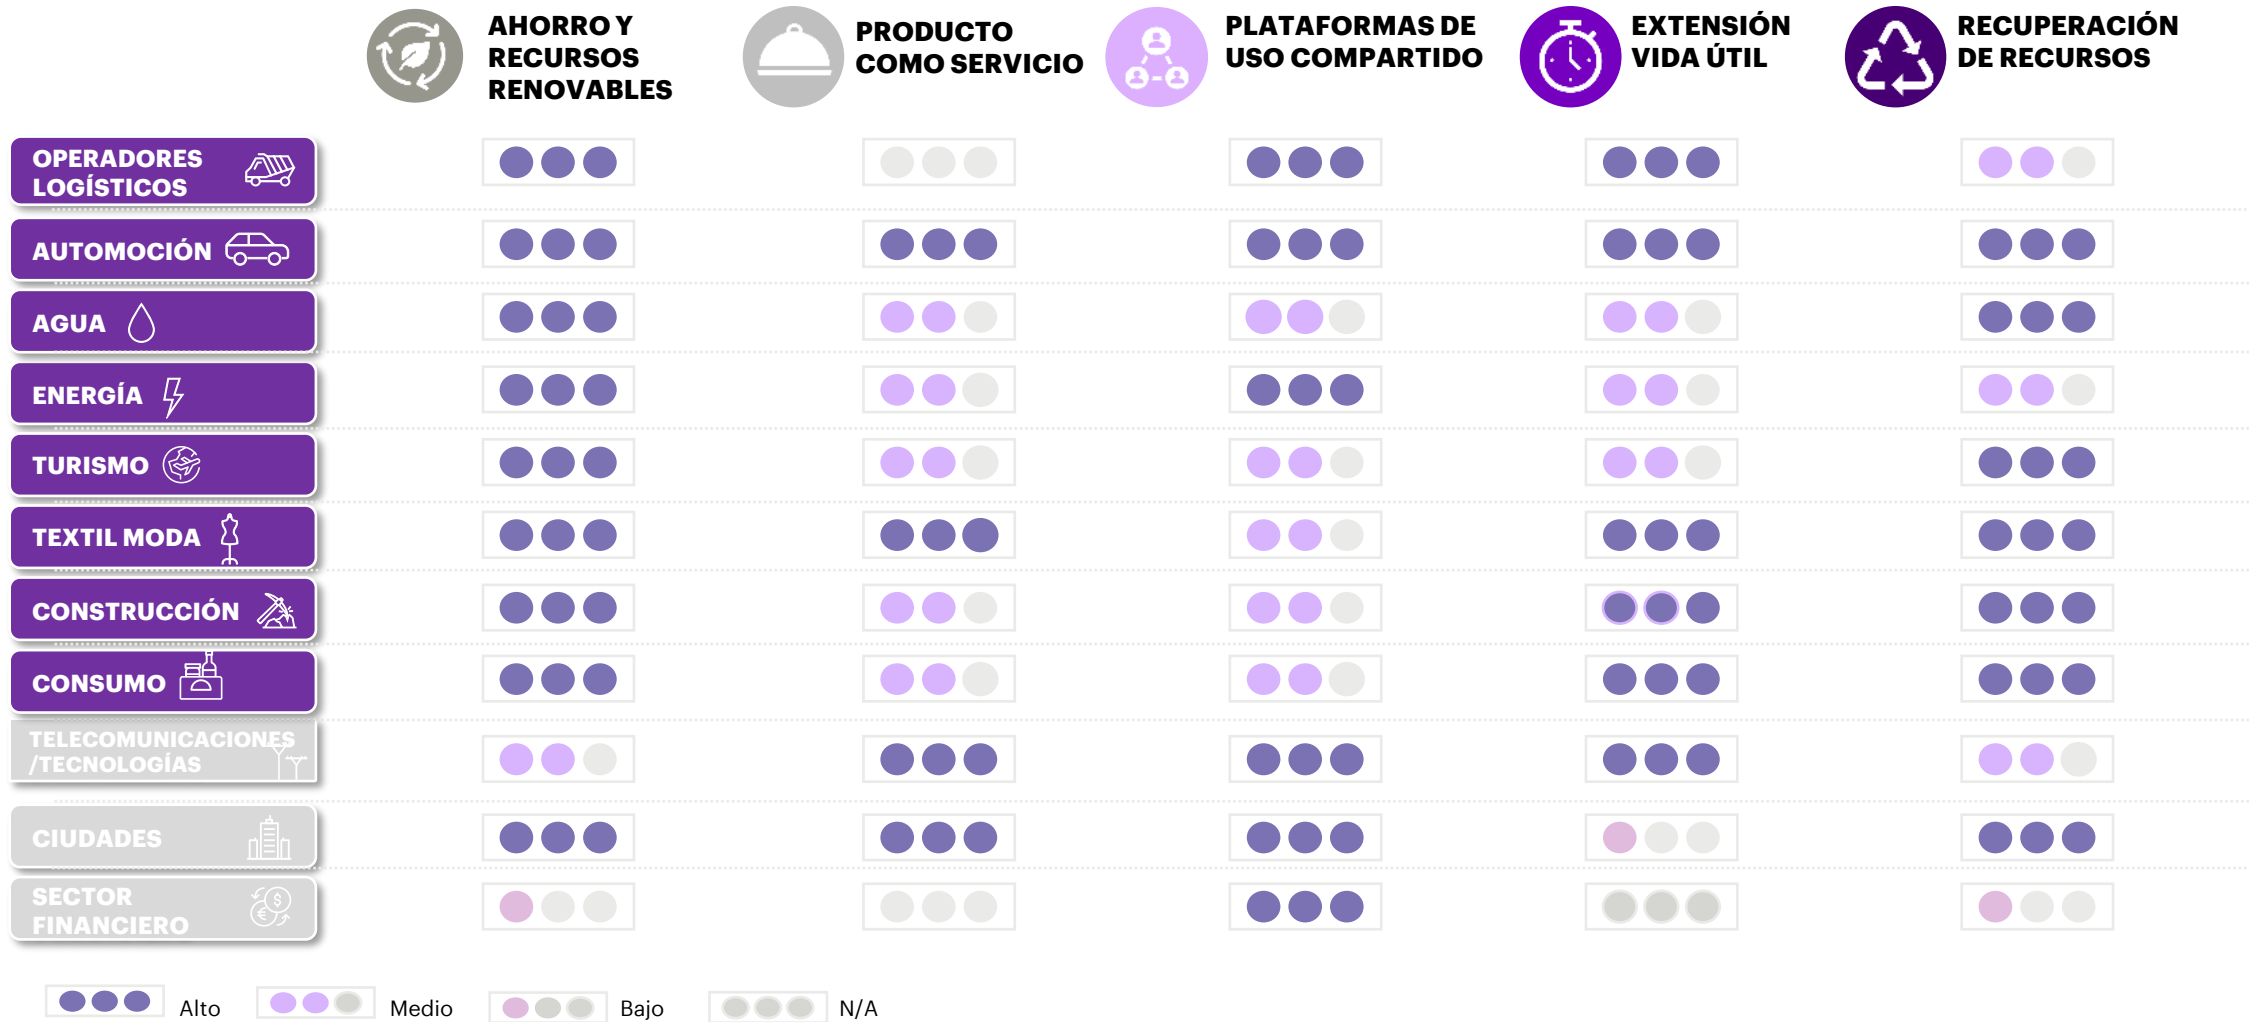 AHORRO Y
RECURSOS
RENOVABLES
PRODUCTO
COMO SERVICIO
PLATAFORMAS DE
USO COMPARTIDO
EXTENSIÓN
VIDA ÚTIL
RECUPERACIÓN
DE RECURSOS
OPERADORES
LOGÍSTICOS
AUTOMOCIÓN
AGUA
ENERGÍA
TURISMO
TEXTIL MODA
CONSTRUCCIÓN
CONSUMO
TELECOMUNICACIONES
/TECNOLOGÍAS
CIUDADES
SECTOR
FINANCIERO
$
€
Alto
Medio
Bajo
N/A